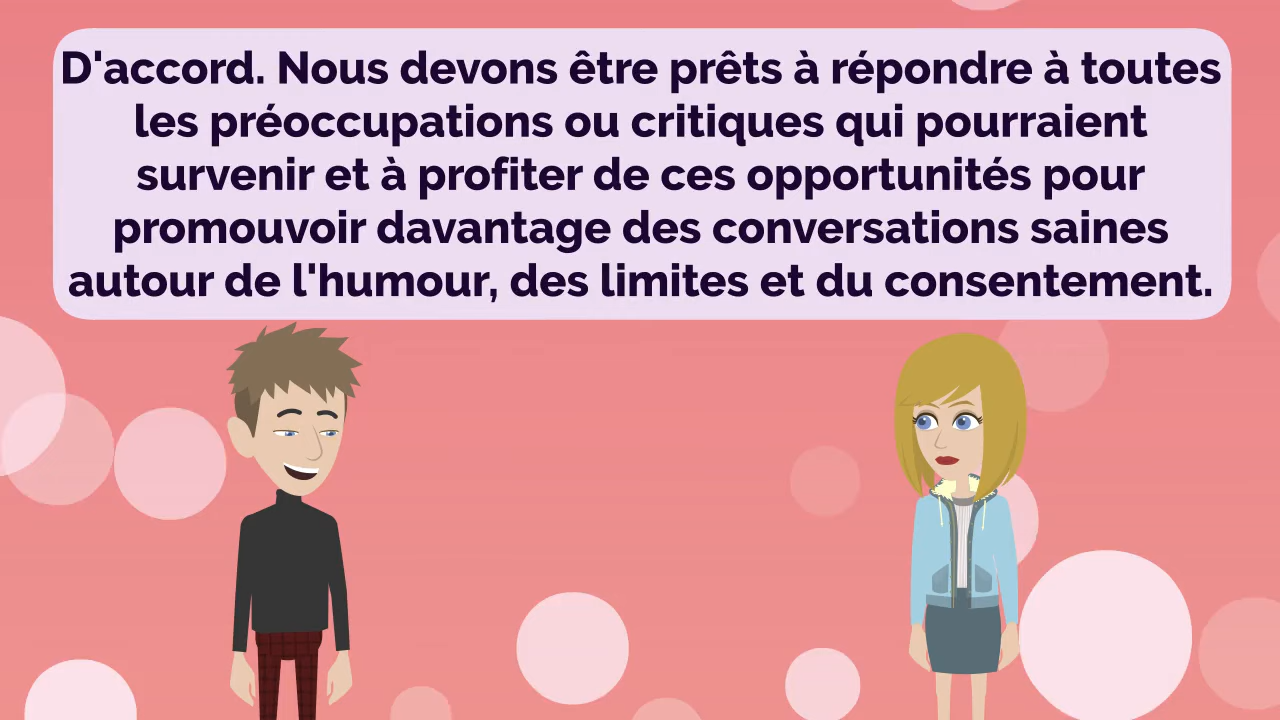 D'accord. Nous devons être prêts à répondre à toutes
les préoccupations ou critiques qui pourraient
survenir et à profiter de ces opportunités pour
promouvoir davantage des conversations saines
autour de l'humour, des limites et du consentement.